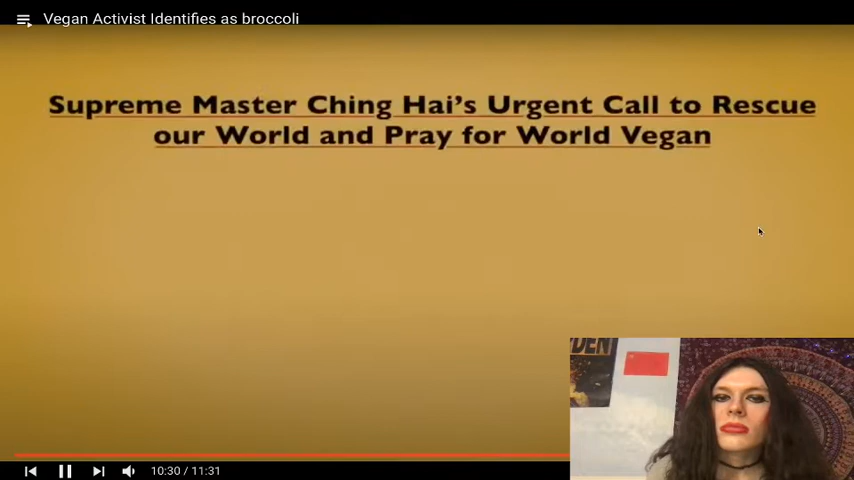 Vegan Activist Identifies as broccoli
Supreme Master Ching Hai's Urgent Call to Rescue
our World and Pray for World Vegan
DEN
10:30 / 11:31